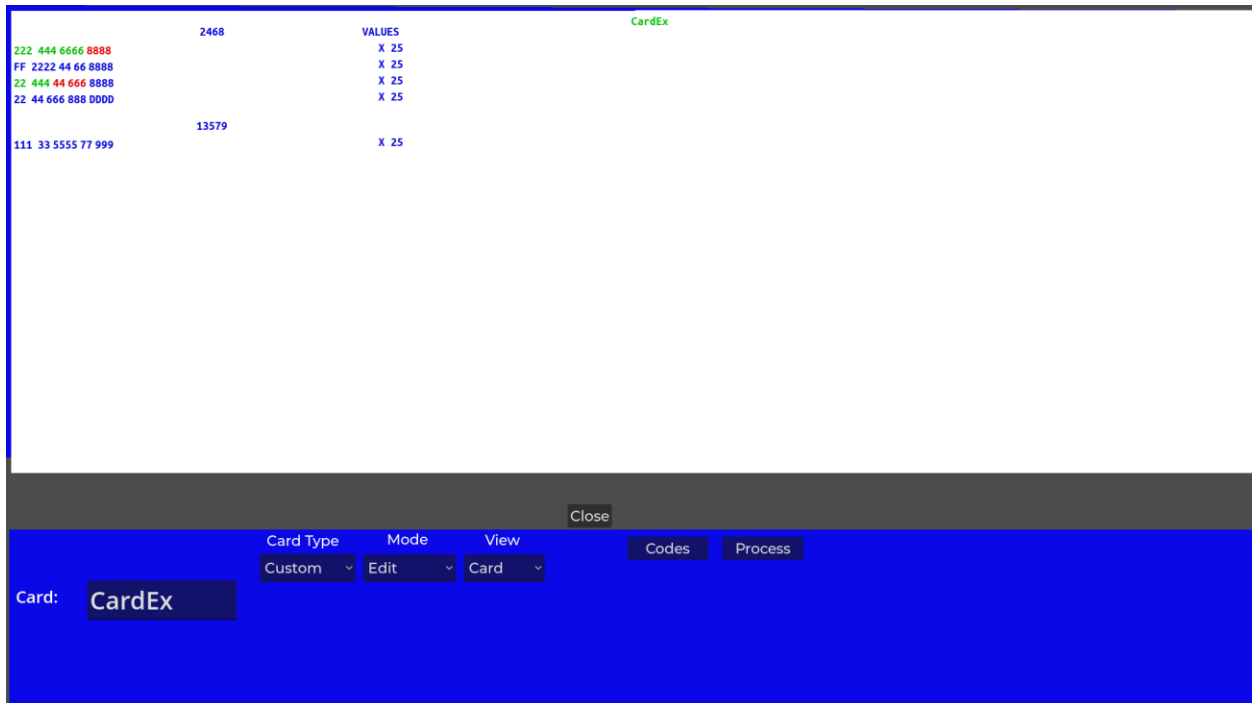 CardEx
2468 VALUES
222 444 6666 8888 X 25
FF 2222 44 66 8888 X 25
22 444 44 666 8888 X 25
22 44 666 888 DDDD X 25
13579
111 33 5555 77 999 X 25
Close
Card Type Mode View
Custom Edit Card Codes Process
Card: CardEx